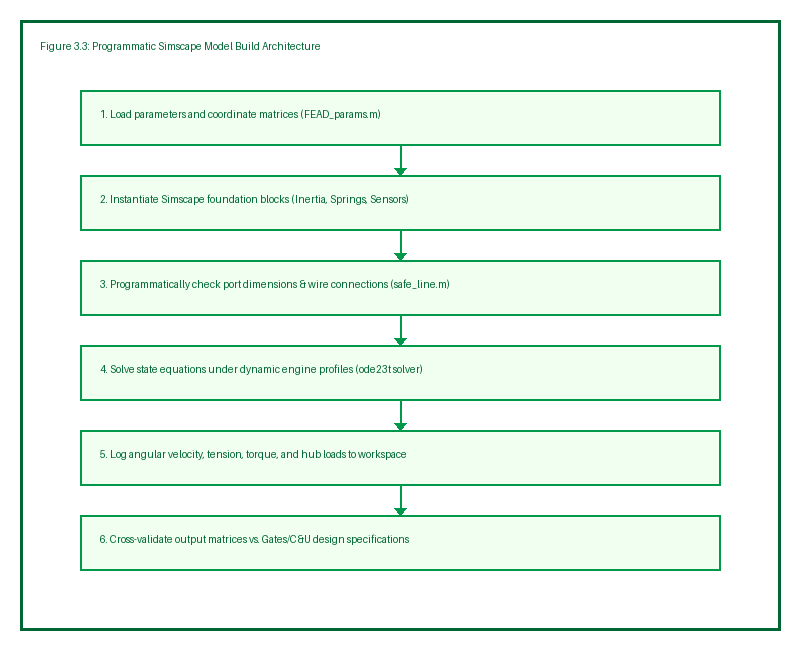 Figure 3.3: Programmatic Simscape Model Build Architecture
1. Load parameters and coordinate matrices (FEAD_params.m)
2. Instantiate Simscape foundation blocks (Inertia, Springs, Sensors)
3. Programmatically check port dimensions & wire connections (safe_line.m)
4. Solve state equations under dynamic engine profiles (ode23t solver)
5. Log angular velocity, tension, torque, and hub loads to workspace
6. Cross-validate output matrices vs. Gates/C&U design specifications